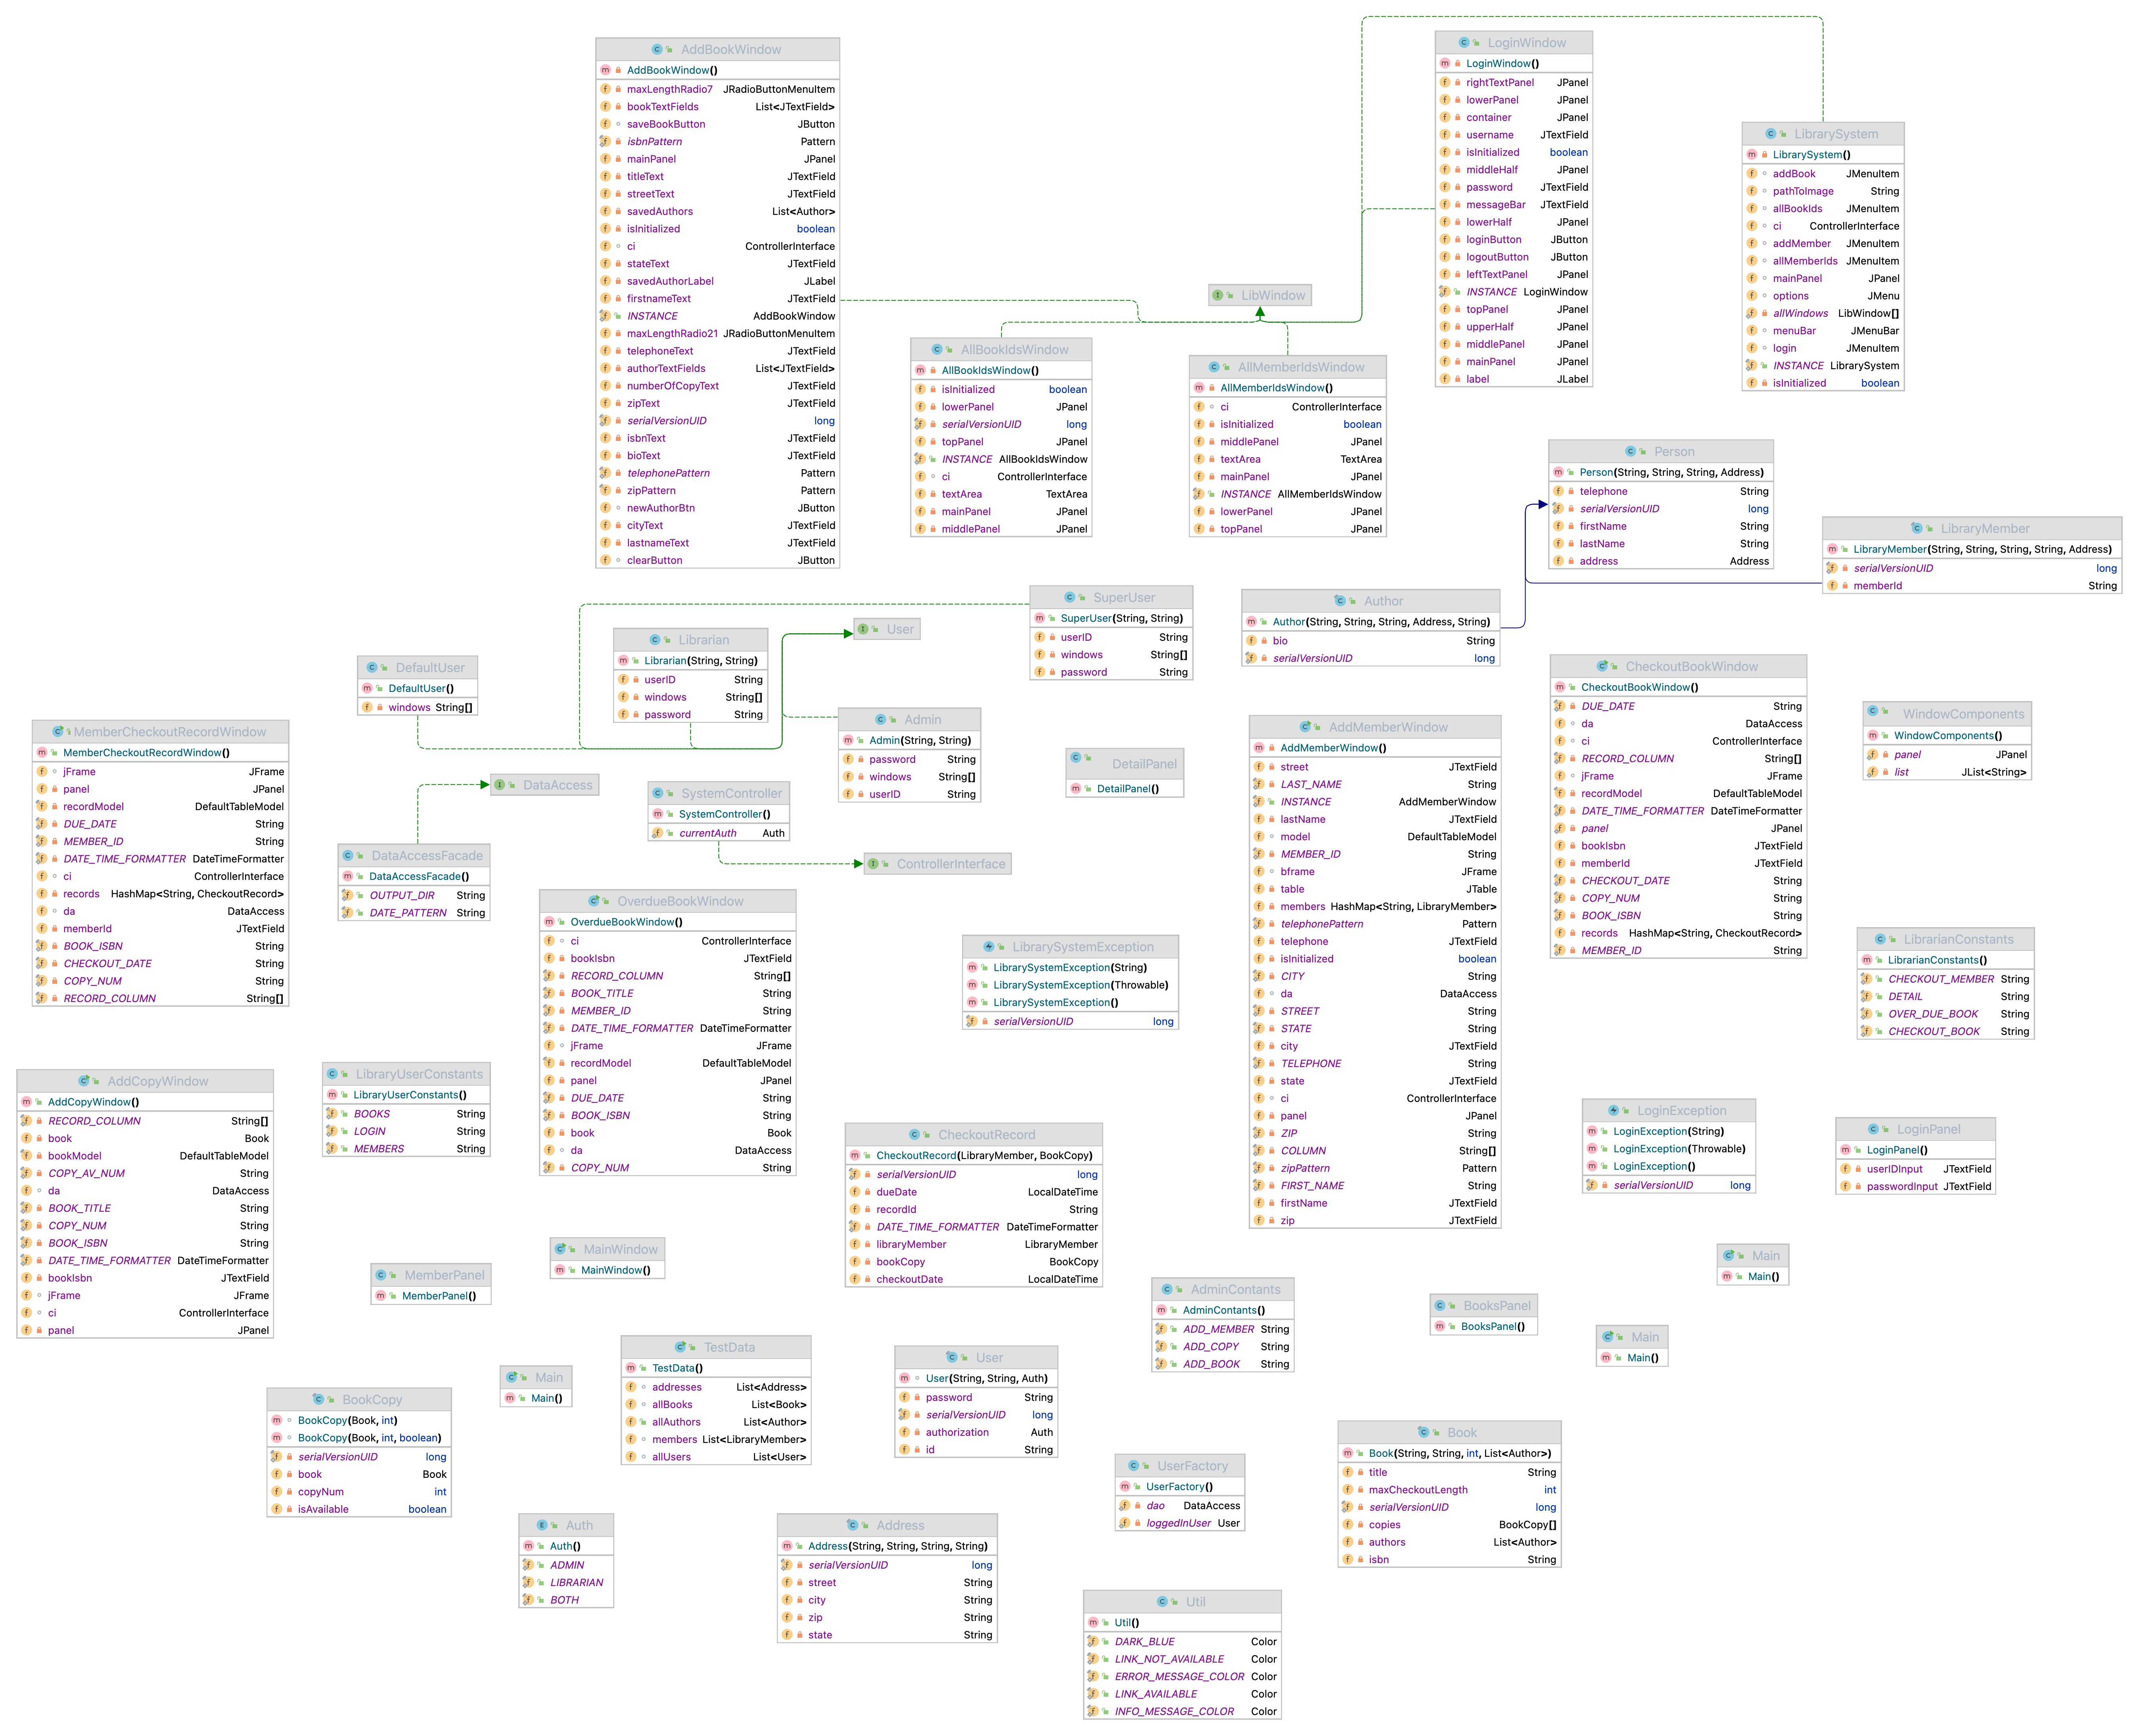 AddBookWindow
AddBookWindow()
maxLengthRadio7 JRadioButtonMenuItem
bookTextFields List<JTextField>
saveBookButton JButton
isbnPattern Pattern
mainPanel JPanel
titleText JTextField
streetText JTextField
savedAuthors List<Author>
isInitialized boolean
ci ControllerInterface
stateText JTextField
savedAuthorLabel JLabel
firstnameText JTextField
INSTANCE AddBookWindow
maxLengthRadio21 JRadioButtonMenuItem
telephoneText JTextField
authorTextFields List<JTextField>
numberOfCopyText JTextField
zipText JTextField
serialVersionUID long
isbnText JTextField
bioText JTextField
telephonePattern Pattern
zipPattern Pattern
newAuthorBtn JButton
cityText JTextField
lastnameText JTextField
clearButton JButton
LoginWindow
LoginWindow()
rightTextPanel JPanel
lowerPanel JPanel
container JPanel
username JTextField
isInitialized boolean
middleHalf JPanel
password JTextField
messageBar JTextField
lowerHalf JPanel
loginButton JButton
logoutButton JButton
leftTextPanel JPanel
INSTANCE LoginWindow
topPanel JPanel
upperHalf JPanel
middlePanel JPanel
mainPanel JPanel
label JLabel
LibrarySystem
LibrarySystem()
addBook JMenuItem
pathToImage String
allBookIds JMenuItem
ci ControllerInterface
addMember JMenuItem
allMemberIds JMenuItem
mainPanel JPanel
options JMenu
allWindows LibWindow[]
menuBar JMenuBar
login JMenuItem
INSTANCE LibrarySystem
isInitialized boolean
LibWindow
AllBookIdsWindow
AllBookIdsWindow()
isInitialized boolean
lowerPanel JPanel
serialVersionUID long
topPanel JPanel
INSTANCE AllBookIdsWindow
ci ControllerInterface
textArea TextArea
mainPanel JPanel
middlePanel JPanel
AllMemberIdsWindow
AllMemberIdsWindow()
ci ControllerInterface
isInitialized boolean
middlePanel JPanel
textArea TextArea
mainPanel JPanel
INSTANCE AllMemberIdsWindow
lowerPanel JPanel
topPanel JPanel
Person
Person(String, String, String, Address)
telephone String
serialVersionUID long
firstName String
lastName String
address Address
LibraryMember
LibraryMember(String, String, String, String, Address)
serialVersionUID long
memberId String
SuperUser
SuperUser(String, String)
userID String
windows String[]
password String
Author
Author(String, String, String, Address, String)
bio String
serialVersionUID long
User
Librarian
Librarian(String, String)
userID String
windows String[]
password String
DefaultUser
DefaultUser()
windows String[]
Admin
Admin(String, String)
password String
windows String[]
userID String
CheckoutBookWindow
CheckoutBookWindow()
DUE_DATE String
da DataAccess
ci ControllerInterface
RECORD_COLUMN String[]
jFrame JFrame
recordModel DefaultTableModel
DATE_TIME_FORMATTER DateTimeFormatter
panel JPanel
bookIsbn JTextField
memberId JTextField
CHECKOUT_DATE String
COPY_NUM String
BOOK_ISBN String
records HashMap<String, CheckoutRecord>
MEMBER_ID String
WindowComponents
WindowComponents()
panel JPanel
list JList<String>
MemberCheckoutRecordWindow
MemberCheckoutRecordWindow()
jFrame JFrame
panel JPanel
recordModel DefaultTableModel
DUE_DATE String
MEMBER_ID String
DATE_TIME_FORMATTER DateTimeFormatter
ci ControllerInterface
records HashMap<String, CheckoutRecord>
da DataAccess
memberId JTextField
BOOK_ISBN String
CHECKOUT_DATE String
COPY_NUM String
RECORD_COLUMN String[]
DataAccess
DataAccessFacade
DataAccessFacade()
OUTPUT_DIR String
DATE_PATTERN String
SystemController
SystemController()
currentAuth Auth
ControllerInterface
DetailPanel
DetailPanel()
AddMemberWindow
AddMemberWindow()
street JTextField
LAST_NAME String
INSTANCE AddMemberWindow
lastName JTextField
model DefaultTableModel
MEMBER_ID String
bframe JFrame
table JTable
members HashMap<String, LibraryMember>
telephonePattern Pattern
telephone JTextField
isInitialized boolean
CITY String
da DataAccess
STREET String
STATE String
city JTextField
TELEPHONE String
state JTextField
ci ControllerInterface
panel JPanel
ZIP String
COLUMN String[]
zipPattern Pattern
FIRST_NAME String
firstName JTextField
zip JTextField
OverdueBookWindow
OverdueBookWindow()
ci ControllerInterface
bookIsbn JTextField
RECORD_COLUMN String[]
BOOK_TITLE String
MEMBER_ID String
DATE_TIME_FORMATTER DateTimeFormatter
jFrame JFrame
recordModel DefaultTableModel
panel JPanel
DUE_DATE String
BOOK_ISBN String
book Book
da DataAccess
COPY_NUM String
LibrarySystemException
LibrarySystemException(String)
LibrarySystemException(Throwable)
LibrarySystemException()
serialVersionUID long
LibrarianConstants
LibrarianConstants()
CHECKOUT_MEMBER String
DETAIL String
OVER_DUE_BOOK String
CHECKOUT_BOOK String
AddCopyWindow
AddCopyWindow()
RECORD_COLUMN String[]
book Book
bookModel DefaultTableModel
COPY_AV_NUM String
da DataAccess
BOOK_TITLE String
COPY_NUM String
BOOK_ISBN String
DATE_TIME_FORMATTER DateTimeFormatter
bookIsbn JTextField
jFrame JFrame
ci ControllerInterface
panel JPanel
LibraryUserConstants
LibraryUserConstants()
BOOKS String
LOGIN String
MEMBERS String
CheckoutRecord
CheckoutRecord(LibraryMember, BookCopy)
serialVersionUID long
dueDate LocalDateTime
recordId String
DATE_TIME_FORMATTER DateTimeFormatter
libraryMember LibraryMember
bookCopy BookCopy
checkoutDate LocalDateTime
LoginException
LoginException(String)
LoginException(Throwable)
LoginException()
serialVersionUID long
LoginPanel
LoginPanel()
userIDInput JTextField
passwordInput JTextField
MainWindow
MainWindow()
MemberPanel
MemberPanel()
Main
Main()
AdminContants
AdminContants()
ADD_MEMBER String
ADD_COPY String
ADD_BOOK String
BooksPanel
BooksPanel()
Main
Main()
TestData
TestData()
addresses List<Address>
allBooks List<Book>
allAuthors List<Author>
members List<LibraryMember>
allUsers List<User>
User
User(String, String, Auth)
password String
serialVersionUID long
authorization Auth
id String
Main
Main()
BookCopy
BookCopy(Book, int)
BookCopy(Book, int, boolean)
serialVersionUID long
book Book
copyNum int
isAvailable boolean
Book
Book(String, String, int, List<Author>)
title String
maxCheckoutLength int
serialVersionUID long
copies BookCopy[]
authors List<Author>
isbn String
UserFactory
UserFactory()
dao DataAccess
loggedInUser User
Auth
Auth()
ADMIN
LIBRARIAN
BOTH
Address
Address(String, String, String, String)
serialVersionUID long
street String
city String
zip String
state String
Util
Util()
DARK_BLUE Color
LINK_NOT_AVAILABLE Color
ERROR_MESSAGE_COLOR Color
LINK_AVAILABLE Color
INFO_MESSAGE_COLOR Color